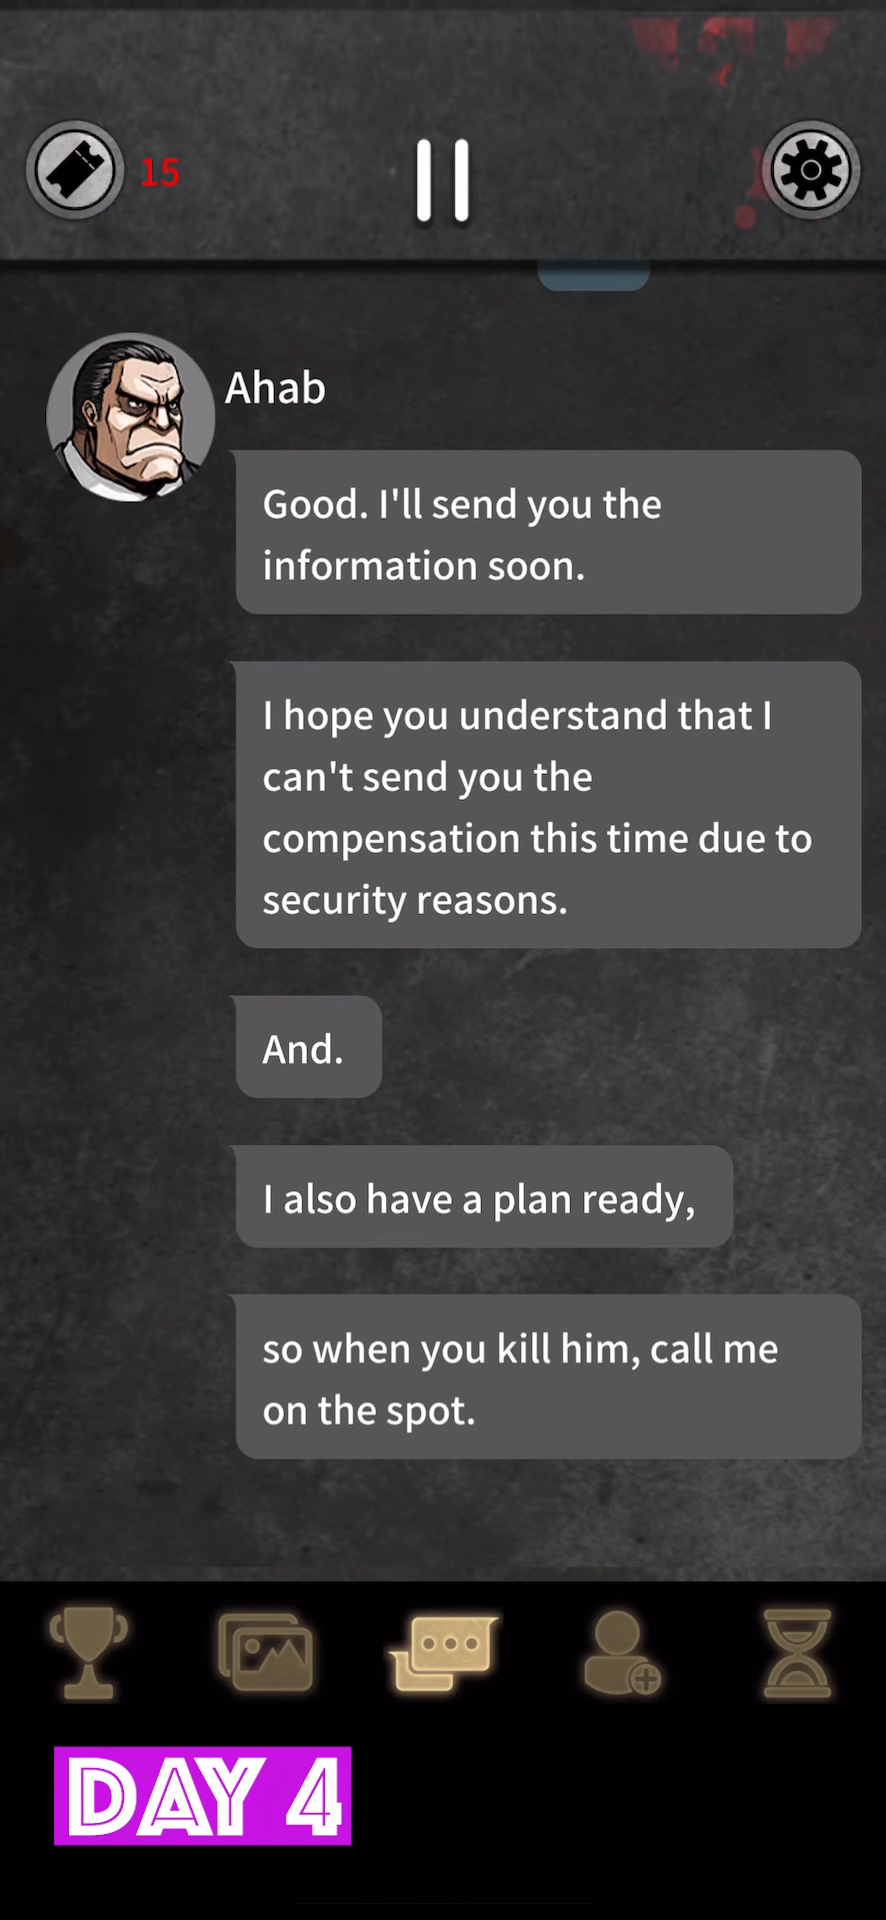 15
Ahab
Good. I'll send you the
information soon.
I hope you understand that I
can't send you the
compensation this time due to
security reasons.
And.
I also have a plan ready,
so when you kill him, call me
on the spot.
DAY 4